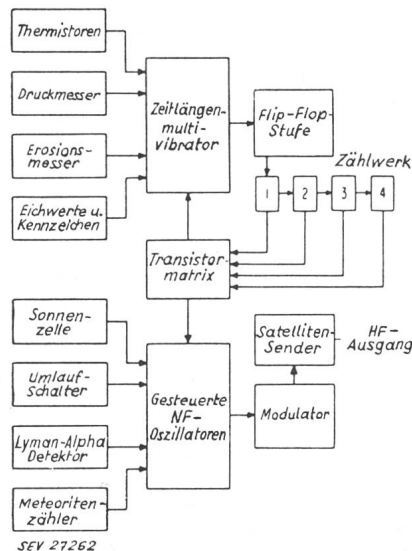 Thermistoren
Druckmesser
Erosions-
messer
Eichwerte u.
Kennzeichen
Zeitlängen-
multi-
vibrator
Flip-Flop-
Stufe
Zählwerk
1 2 3 4
Transistor-
matrix
Sonnen-
zelle
Umlauf-
Schalter
Lyman-Alpha
Detektor
Meteoriten
zähler
Gesteuerte
NF-
Oszillatoren
Satelliten-
Sender
HF-
Ausgang
Modulator
SEV 27262